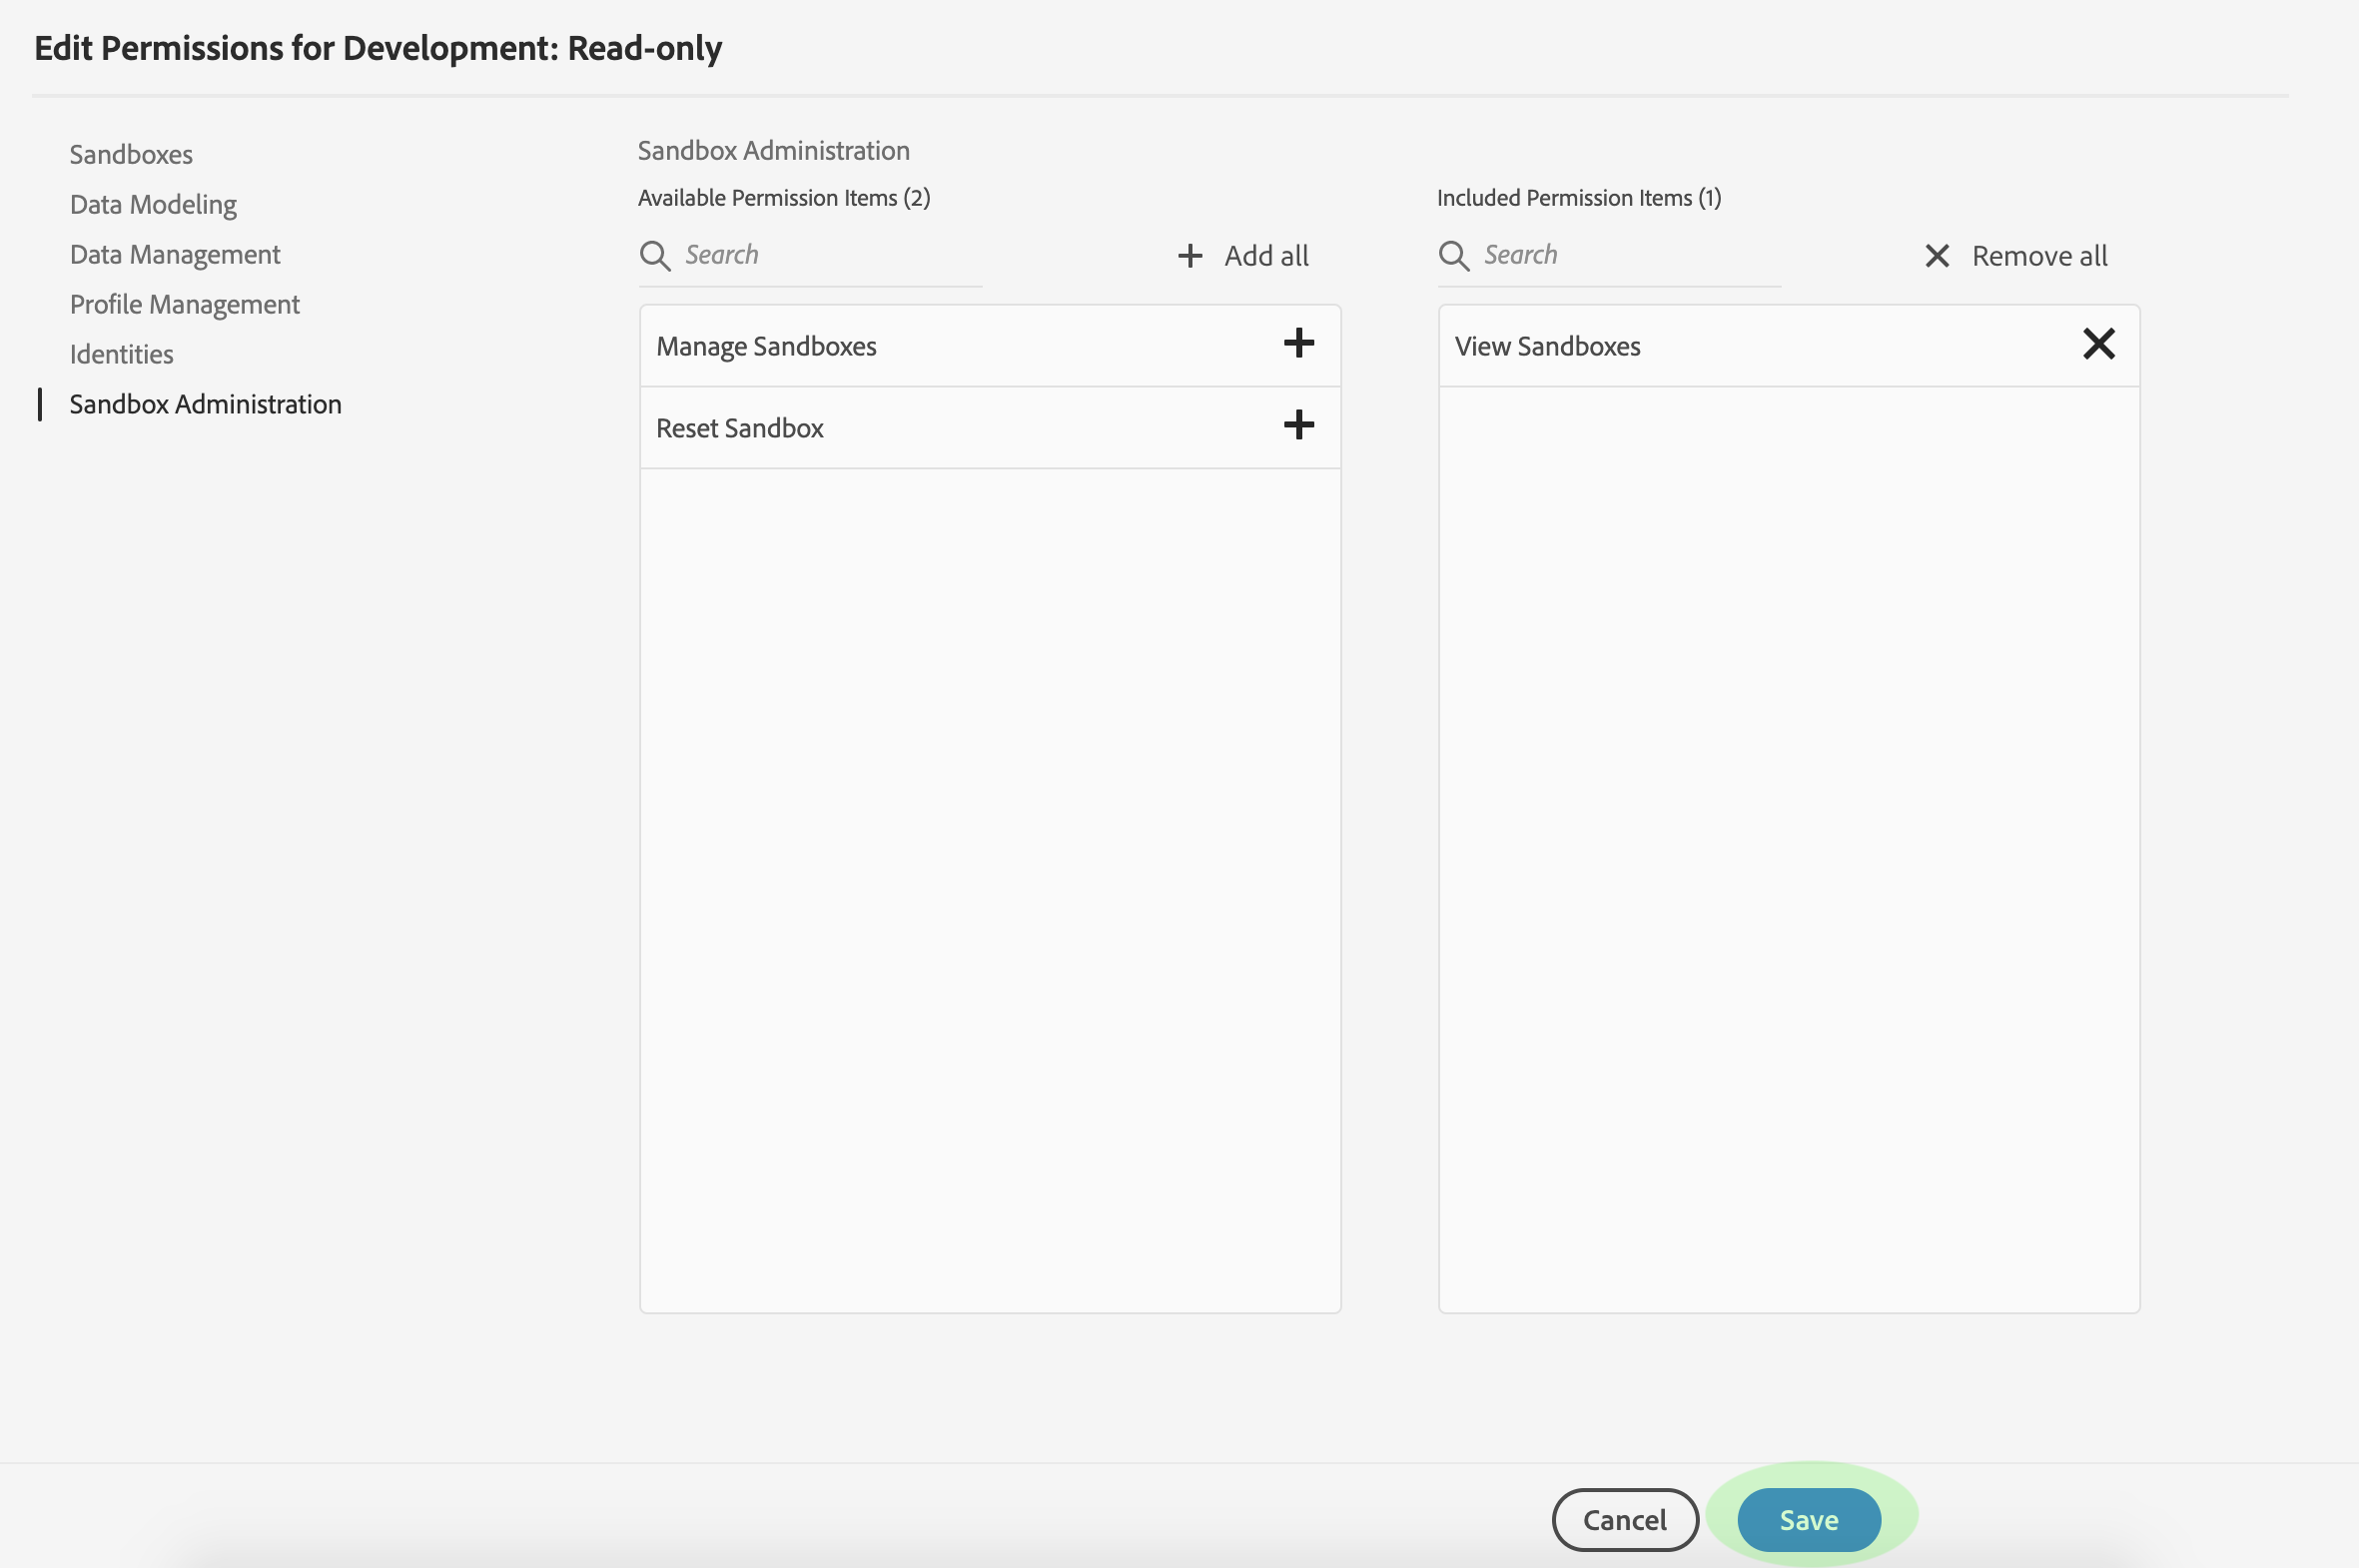 Edit Permissions for Development: Read-only
Sandboxes
Data Modeling
Data Management
Profile Management
Identities
Sandbox Administration
Sandbox Administration
Available Permission Items (2)
Search
Add all
Manage Sandboxes
Reset Sandbox
Included Permission Items (1)
Search
Remove all
View Sandboxes
Cancel
Save